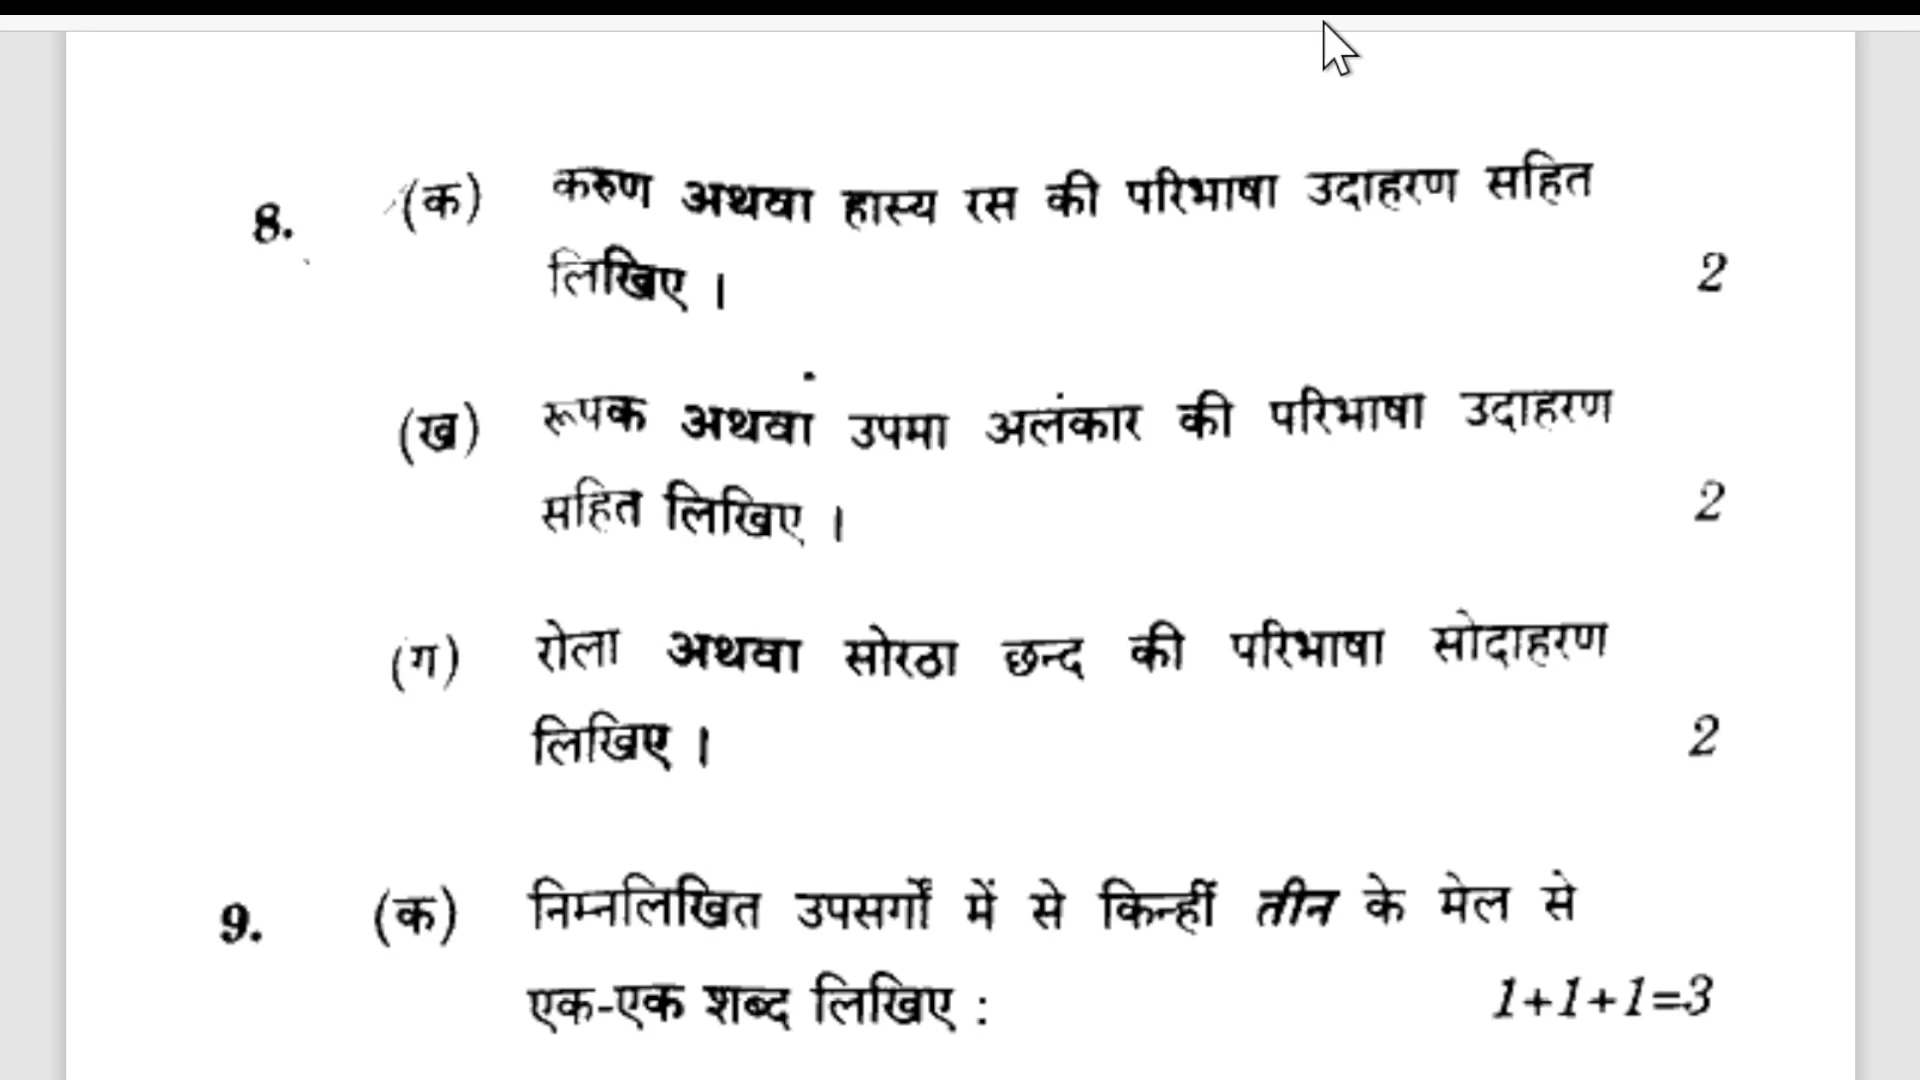 8. (क) करुण अथवा हास्य रस की परिभाषा उदाहरण सहित
लिखिए । 2
(ख) रूपक अथवा उपमा अलंकार की परिभाषा उदाहरण
सहित लिखिए । 2
(ग) रोला अथवा सोरठा छन्द की परिभाषा सोदाहरण
लिखिए । 2
9. (क) निम्नलिखित उपसर्गों में से किन्हीं तीन के मेल से
एक-एक शब्द लिखिए : 1+1+1=3